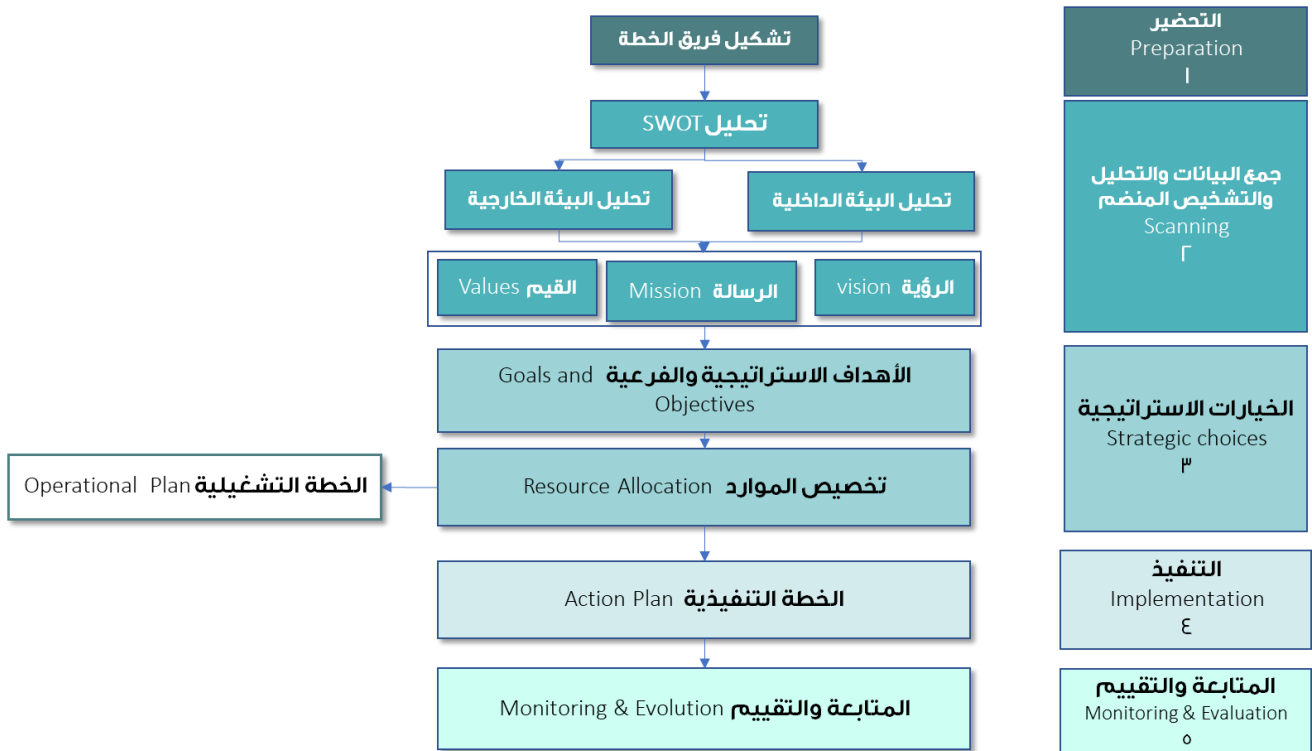 تشكيل فريق الخطة
تحليل SWOT
تحليل البيئة الداخلية
تحليل البيئة الخارجية
الرؤية vision
الرسالة Mission
القيم Values
الأهداف الاستراتيجية والفرعية Goals and
Objectives
تخصيص الموارد Resource Allocation
الخطة التشغيلية Operational Plan
الخطة التنفيذية Action Plan
المتابعة والتقييم Monitoring & Evolution
التحضير
Preparation
١
جمع البيانات والتحليل
والتشخيص المنضم
Scanning
٢
الخيارات الاستراتيجية
Strategic choices
٣
التنفيذ
Implementation
٤
المتابعة والتقييم
Monitoring & Evaluation
٥